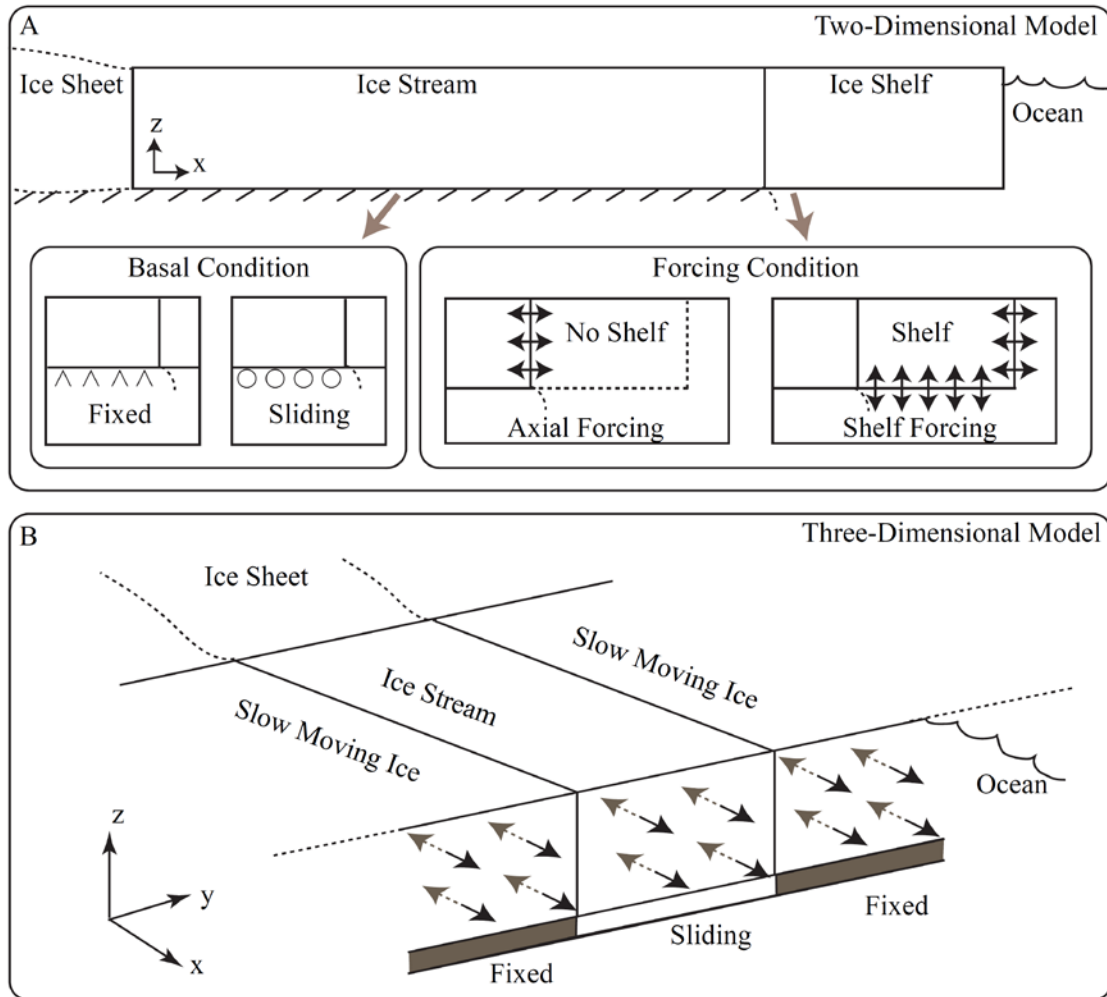 A
Two-Dimensional Model
Ice Sheet
Ice Stream
Ice Shelf
Ocean
z
x
Basal Condition
Fixed
Sliding
Forcing Condition
No Shelf
Axial Forcing
Shelf
Shelf Forcing
B
Three-Dimensional Model
Ice Sheet
Slow Moving Ice
Ice Stream
Slow Moving Ice
Ocean
z
y
x
Fixed
Sliding
Fixed